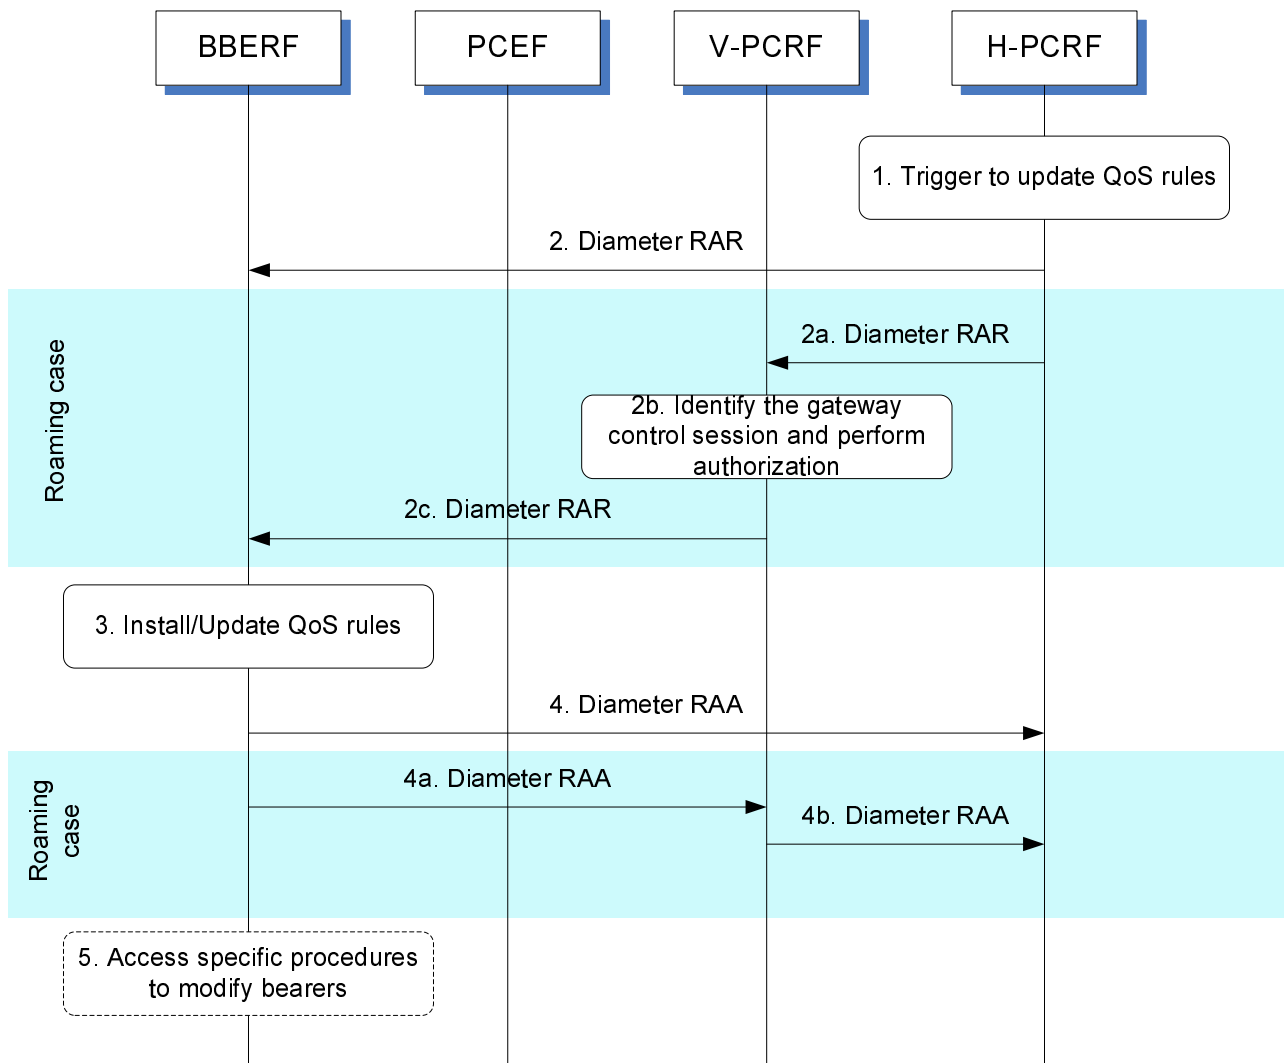 BBERF
PCEF
V-PCRF
H-PCRF
1. Trigger to update QoS rules
2. Diameter RAR
Roaming case
2a. Diameter RAR
2b. Identify the gateway
control session and perform
authorization
2c. Diameter RAR
3. Install/Update QoS rules
4. Diameter RAA
Roaming
case
4a. Diameter RAA
4b. Diameter RAA
5. Access specific procedures
to modify bearers